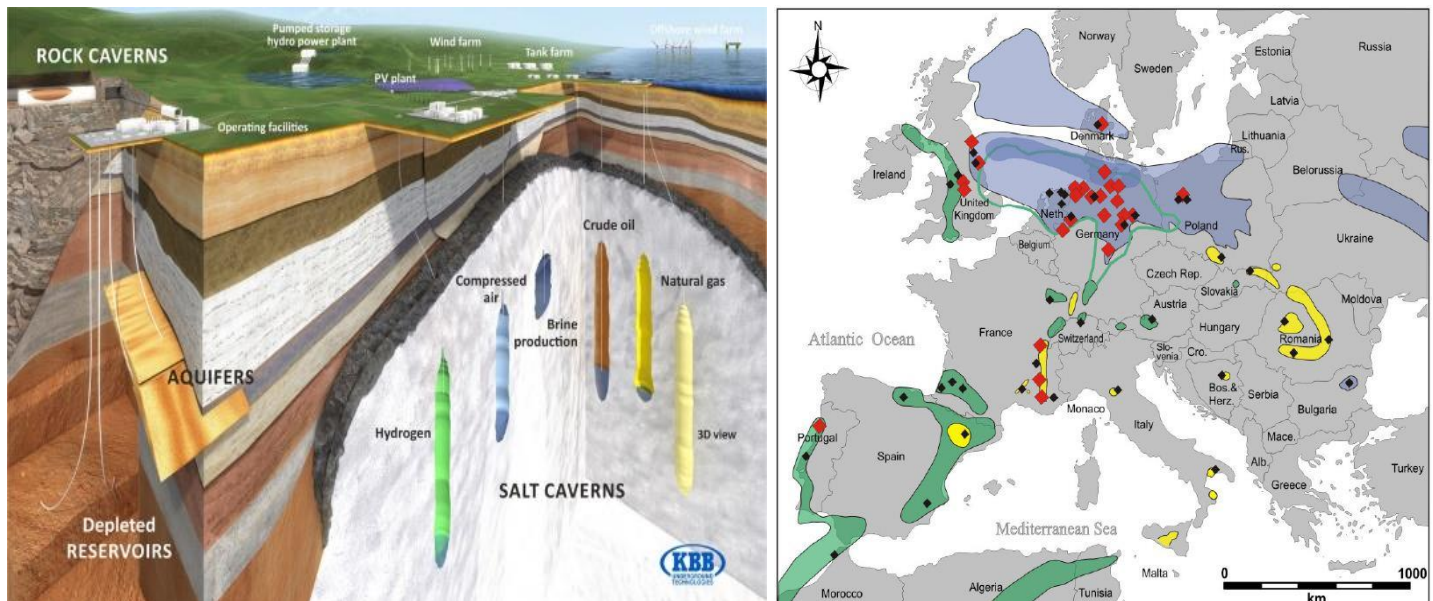 ROCK CAVERNS
Pumped storage
hydro power plant
Wind farm
Offshore wind farm
Tank farm
PV plant
Operating facilities
Crude oil
Compressed
air
Natural gas
Brine
production
AQUIFERS
Hydrogen
3D view
SALT CAVERNS
Depleted
RESERVOIRS
KBB
UNDERGROUND
TECHNOLOGIES
N
Norway
Sweden
Estonia
Russia
Latvia
Denmark
Lithuania
Rus.
Belorussia
Ireland
United
Kingdom
Neth.
Germany
Poland
Belgium
Ukraine
Czech Rep.
Slovakia
Moldova
Austria
France
Switzerland
Hungary
Romania
Atlantic Ocean
Slo-
venia
Cro.
Bos.&
Herz.
Serbia
Bulgaria
Monaco
Italy
Mace.
Alb.
Portugal
Spain
Greece
Turkey
Mediterranean Sea
Malta
Morocco
Algeria
Tunisia
0
1000
km